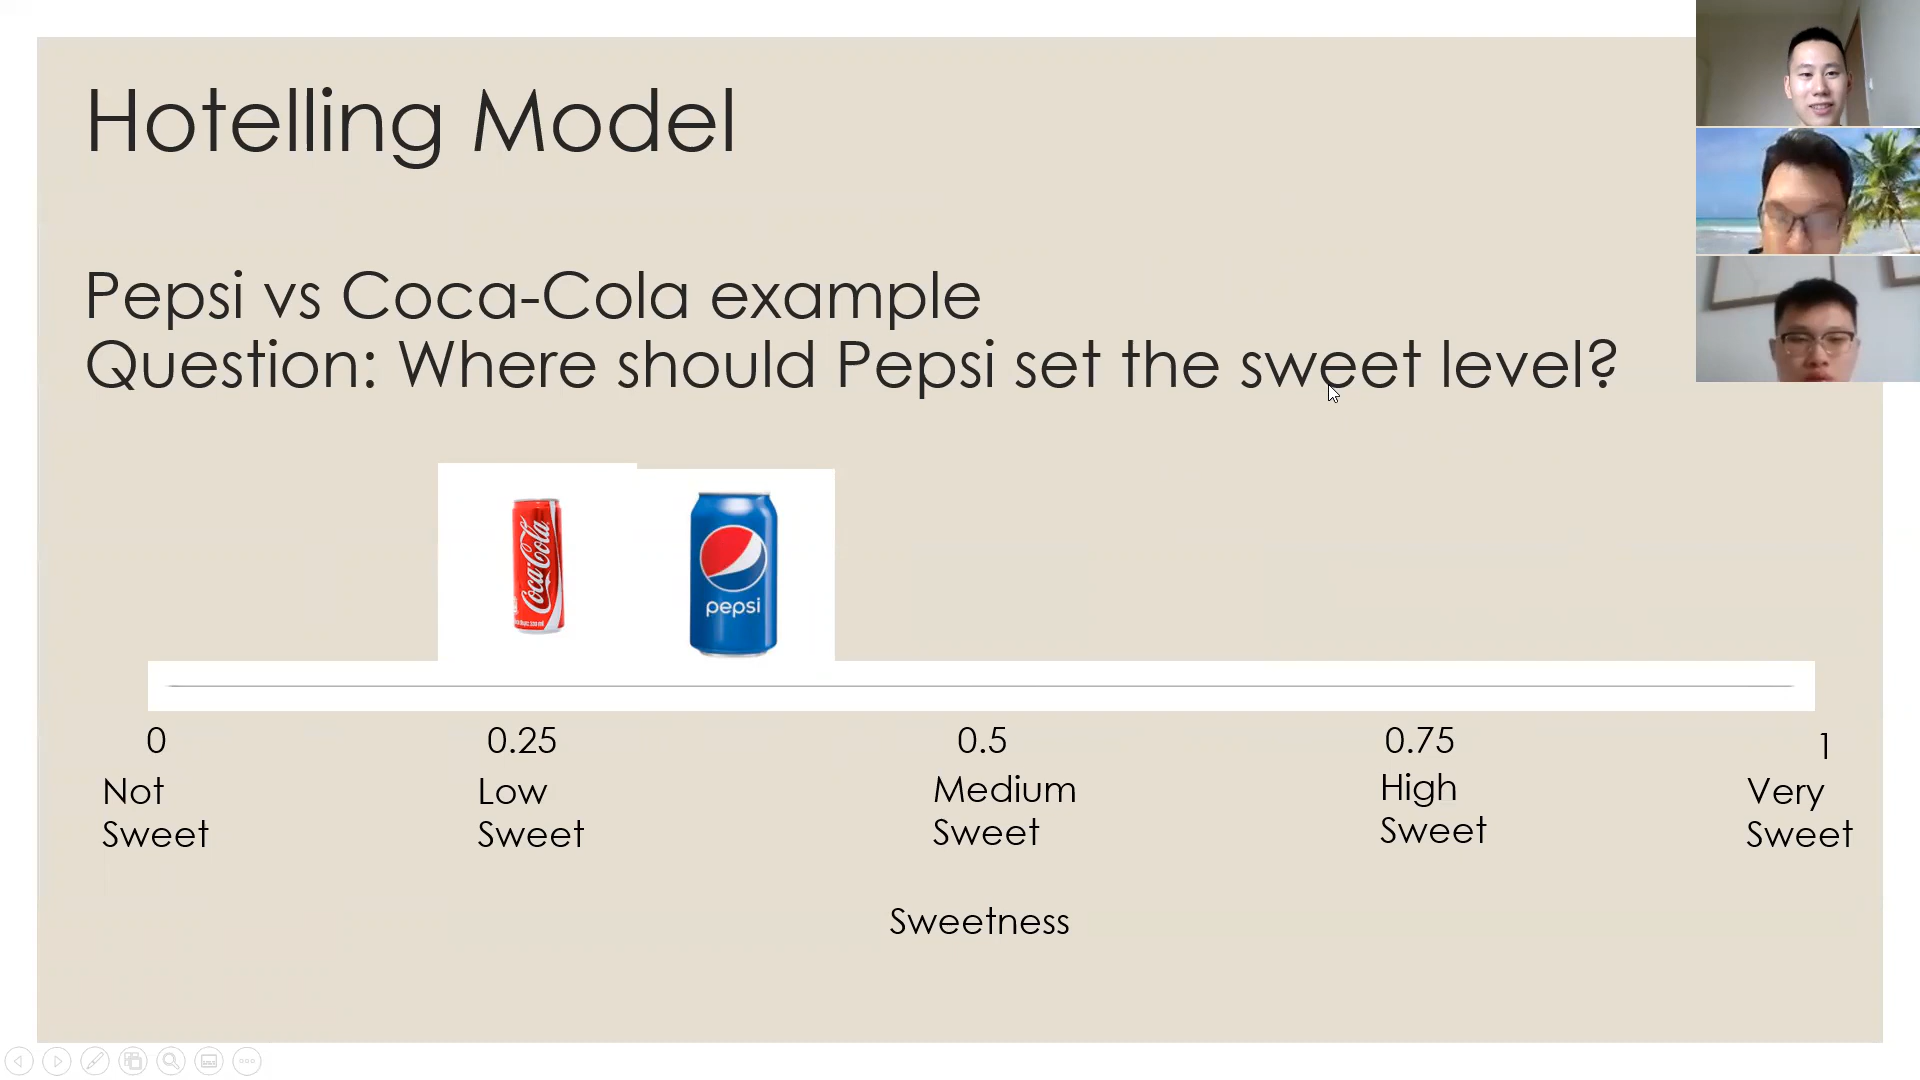 Hotelling Model
Pepsi vs Coca-Cola example
Question: Where should Pepsi set the sweet level?
Coca-Cola
pepsi
0
0.25
0.5
0.75
1
Not
Sweet
Low
Sweet
Medium
Sweet
High
Sweet
Very
Sweet
Sweetness